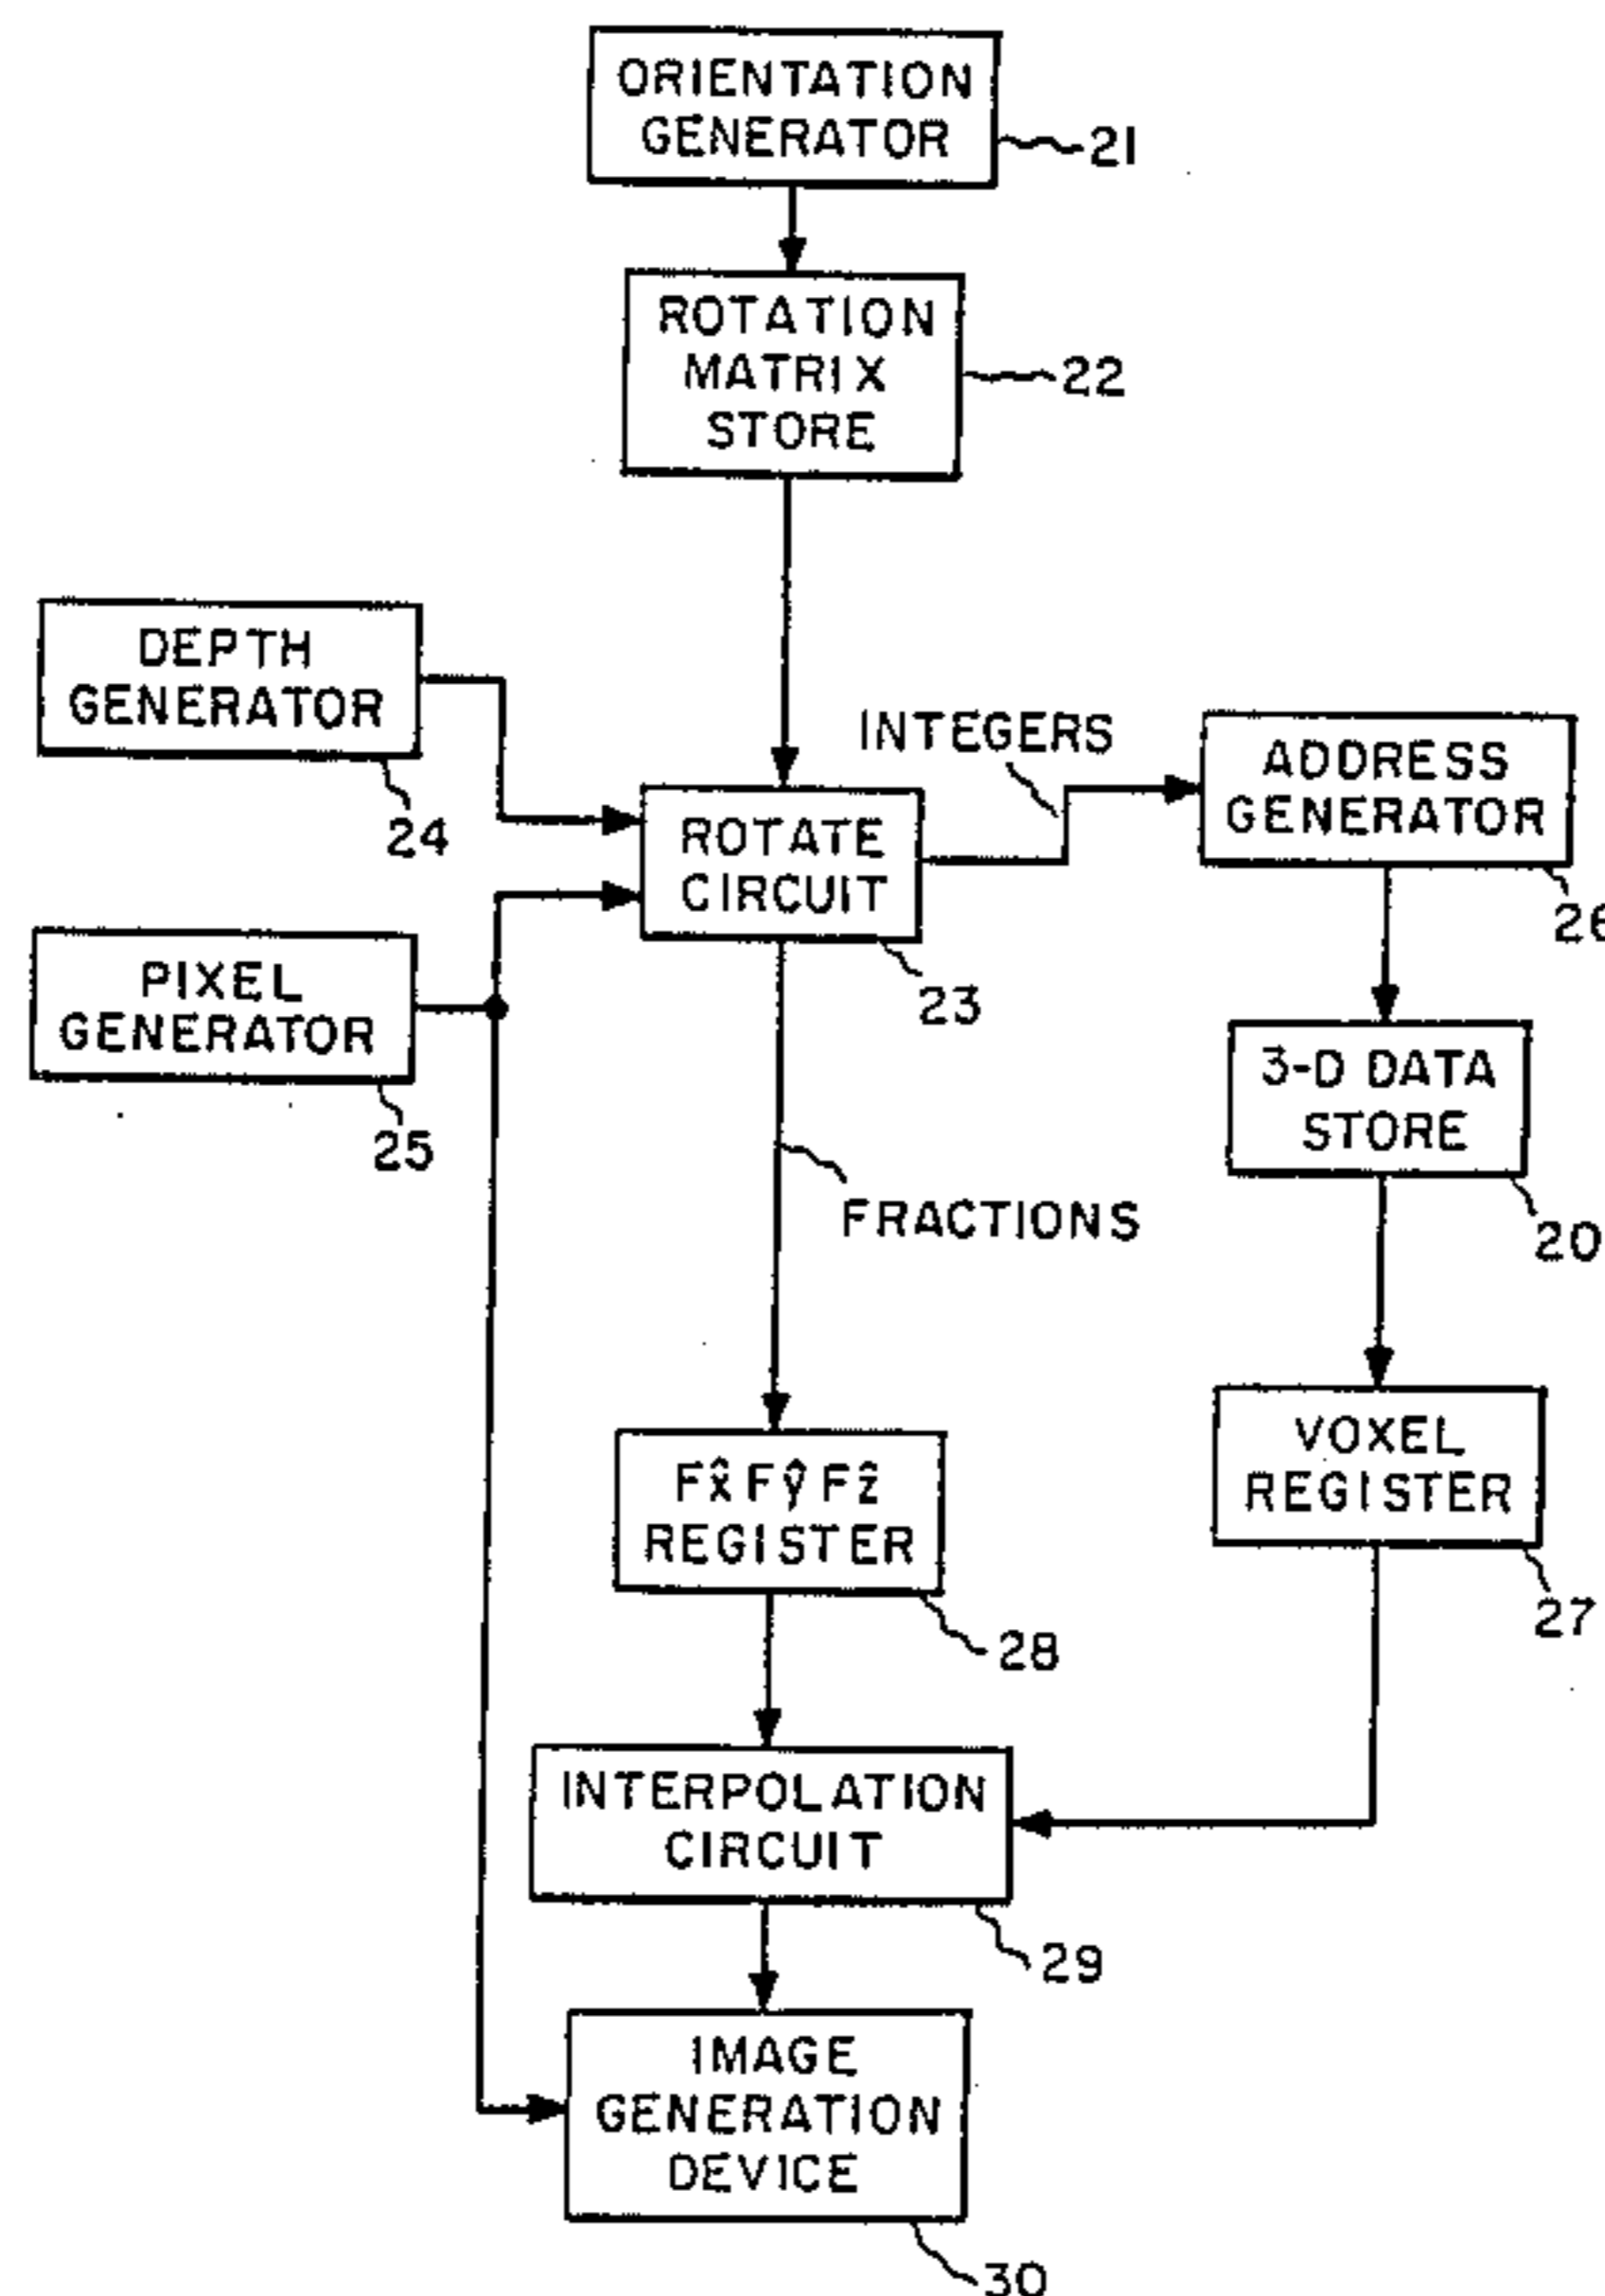 ORIENTATION
GENERATOR
21
ROTATION
MATRIX
STORE
22
DEPTH
GENERATOR
24
INTEGERS
ADDRESS
GENERATOR
26
ROTATE
CIRCUIT
23
PIXEL
GENERATOR
25
3-D DATA
STORE
20
FRACTIONS
VOXEL
REGISTER
27
Fx̂ Fŷ Fẑ
REGISTER
28
INTERPOLATION
CIRCUIT
29
IMAGE
GENERATION
DEVICE
30